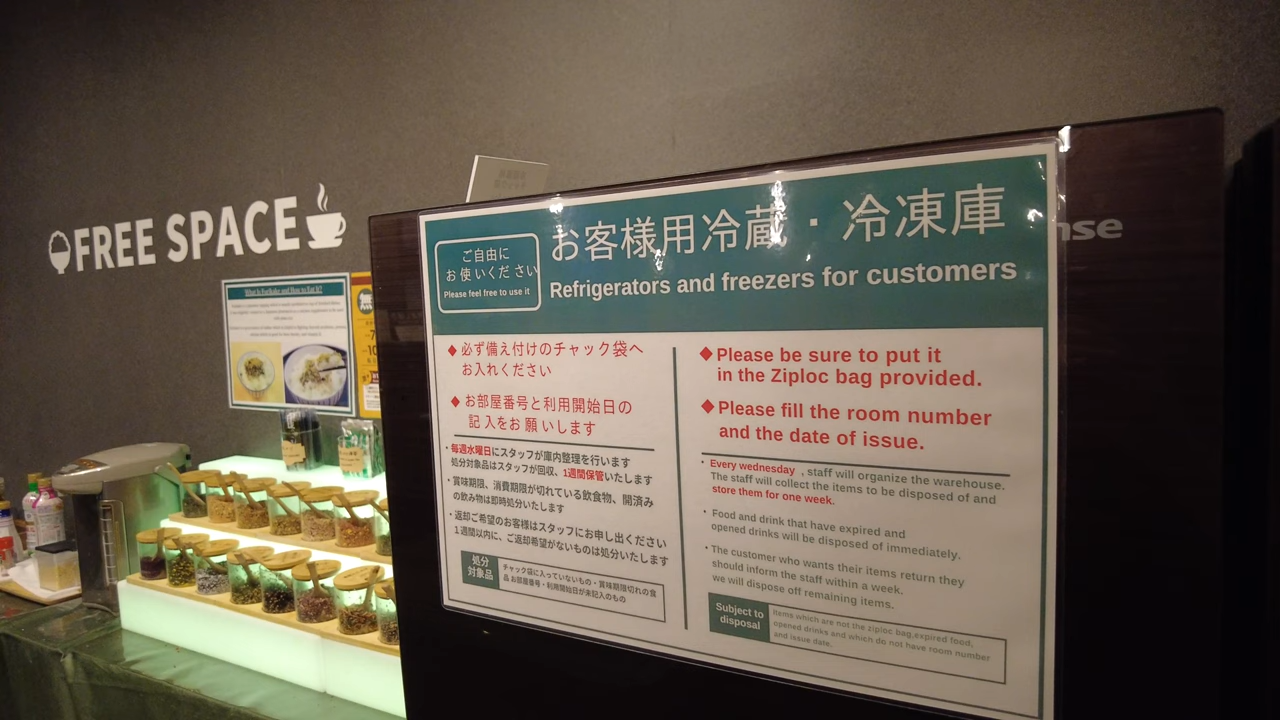 FREE SPACE
What Is Furikake and How to Eat It?
ご自由に
お使いください
Please feel free to use it
お客様用冷蔵・冷凍庫
Refrigerators and freezers for customers
nse
◆必ず備え付けのチャック袋へ
お入れください
◆お部屋番号と利用開始日の
記入をお願いします
・毎週水曜日にスタッフが庫内整理を行います
処分対象品はスタッフが回収、1週間保管いたします
・賞味期限、消費期限が切れている飲食物、開済み
の飲み物は即時処分いたします
・返却ご希望のお客様はスタッフにお申し出ください
1週間以内に、ご返却希望がないものは処分いたします
処分
対象品
チャック袋に入っていないもの・賞味期限切れの食
品 お部屋番号・利用開始日が未記入のもの
◆Please be sure to put it
in the Ziploc bag provided.
◆Please fill the room number
and the date of issue.
・Every wednesday , staff will organize the warehouse.
The staff will collect the items to be disposed of and
store them for one week.
・Food and drink that have expired and
opened drinks will be disposed of immediately.
・The customer who wants their items return they
should inform the staff within a week.
we will dispose off remaining items.
Subject to
disposal
Items which are not the ziploc bag,expired food,
opened drinks and which do not have room number
and issue date.